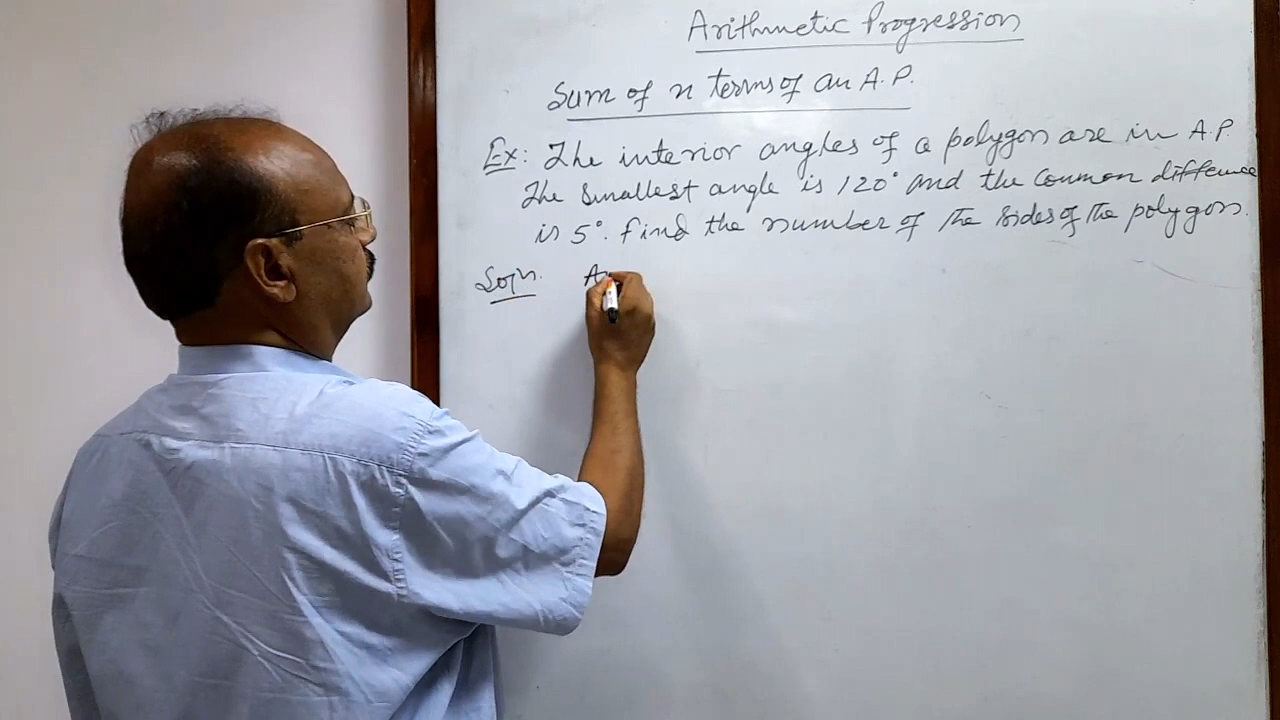 Arithmetic Progression
Sum of n terms of an A.P.
Ex: The interior angles of a polygon are in A.P.
The smallest angle is 120° and the common difference
is 5°. Find the number of the sides of the polygon.
Soln.